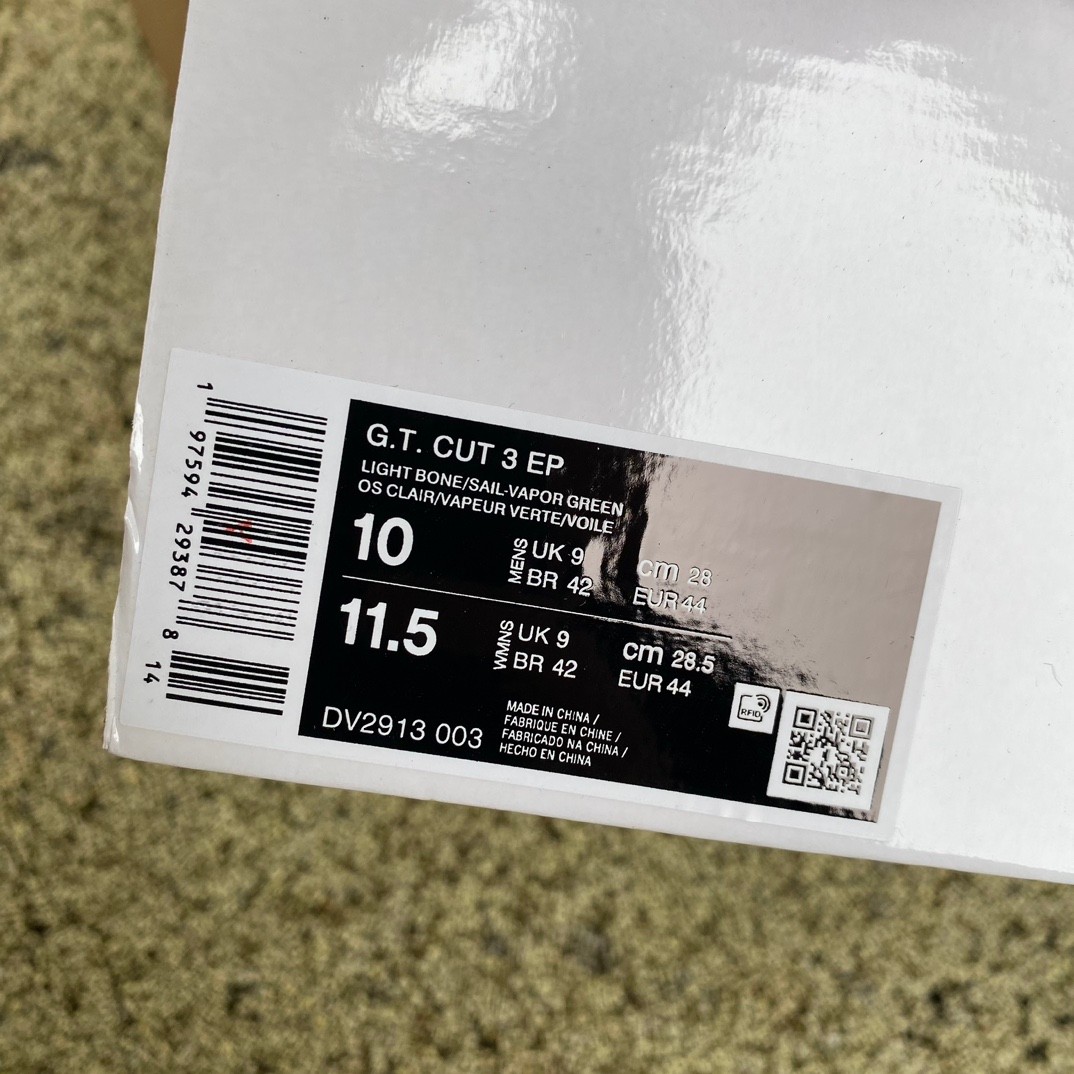 G.T. CUT 3 EP
LIGHT BONE/SAIL-VAPOR GREEN
OS CLAIR/VAPEUR VERTE/VOILE
10
MENS
UK 9
BR 42
cm 28
EUR 44
11.5
WMNS
UK 9
BR 42
cm 28.5
EUR 44
DV2913 003
MADE IN CHINA /
FABRIQUE EN CHINE /
FABRICADO NA CHINA /
HECHO EN CHINA
RFID
1 97594 29387 8 14